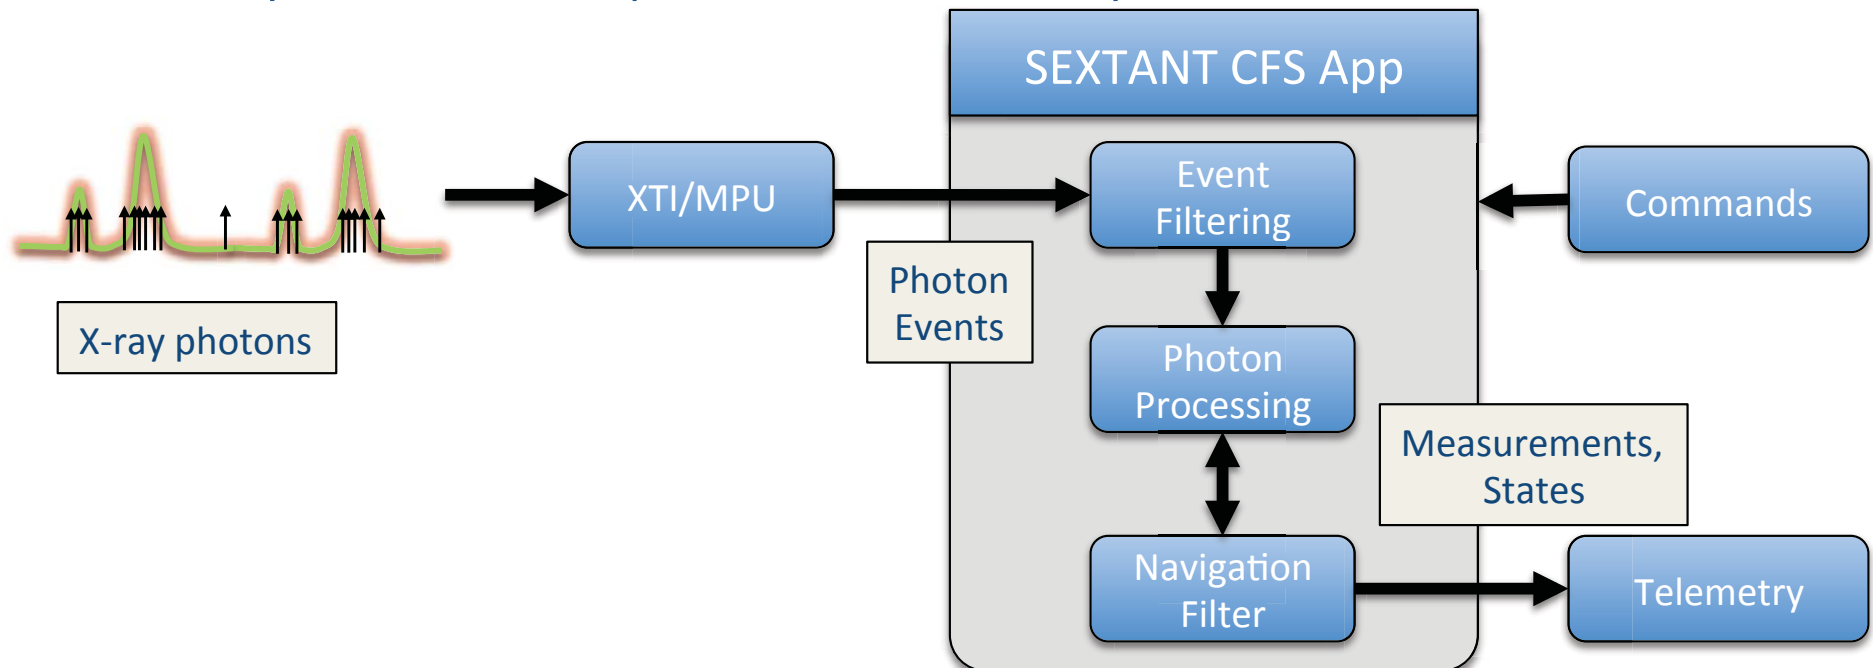 SEXTANT CFS App
XTI/MPU
Event
Filtering
Commands
Photon
Events
X-ray photons
Photon
Processing
Measurements,
States
Navigation
Filter
Telemetry